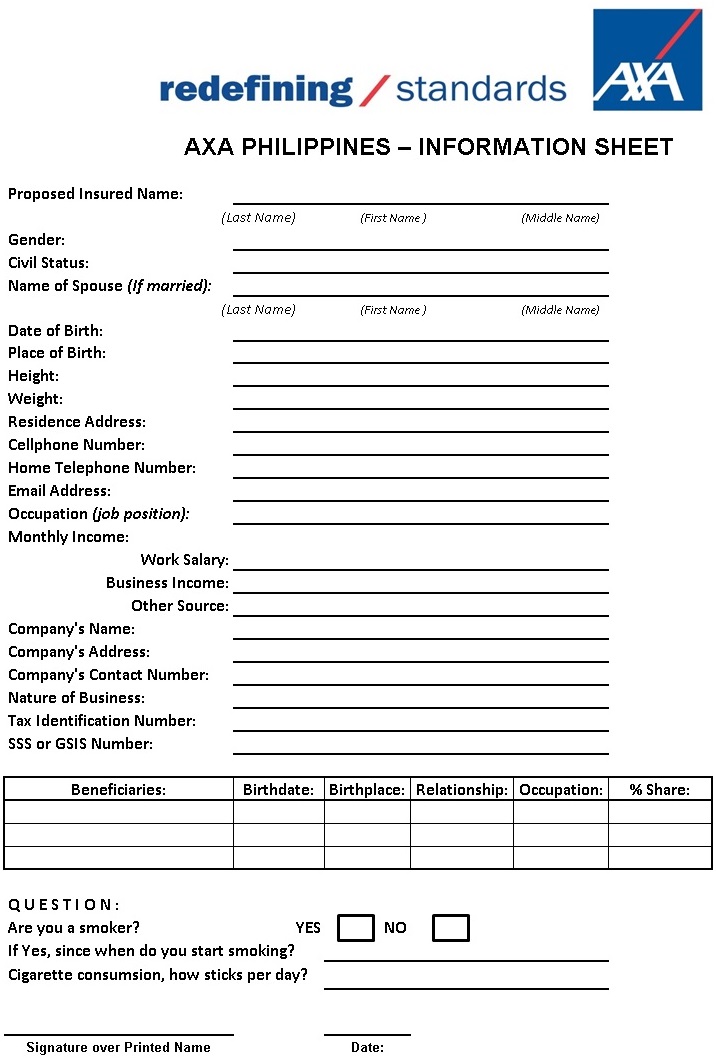 redefining / standards
AXA
AXA PHILIPPINES – INFORMATION SHEET
Proposed Insured Name:
(Last Name) (First Name ) (Middle Name)
Gender:
Civil Status:
Name of Spouse (If married):
(Last Name) (First Name ) (Middle Name)
Date of Birth:
Place of Birth:
Height:
Weight:
Residence Address:
Cellphone Number:
Home Telephone Number:
Email Address:
Occupation (job position):
Monthly Income:
Work Salary:
Business Income:
Other Source:
Company's Name:
Company's Address:
Company's Contact Number:
Nature of Business:
Tax Identification Number:
SSS or GSIS Number:
Beneficiaries: Birthdate: Birthplace: Relationship: Occupation: % Share:
Q U E S T I O N :
Are you a smoker? YES NO
If Yes, since when do you start smoking?
Cigarette consumsion, how sticks per day?
Signature over Printed Name Date: